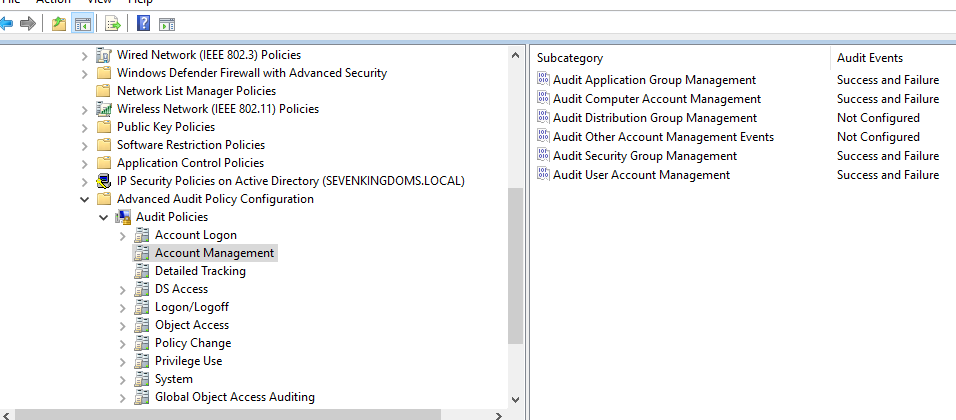 File Action View Help
Wired Network (IEEE 802.3) Policies
Windows Defender Firewall with Advanced Security
Network List Manager Policies
Wireless Network (IEEE 802.11) Policies
Public Key Policies
Software Restriction Policies
Application Control Policies
IP Security Policies on Active Directory (SEVENKINGDOMS.LOCAL)
Advanced Audit Policy Configuration
Audit Policies
Account Logon
Account Management
Detailed Tracking
DS Access
Logon/Logoff
Object Access
Policy Change
Privilege Use
System
Global Object Access Auditing
Subcategory Audit Events
Audit Application Group Management Success and Failure
Audit Computer Account Management Success and Failure
Audit Distribution Group Management Not Configured
Audit Other Account Management Events Not Configured
Audit Security Group Management Success and Failure
Audit User Account Management Success and Failure